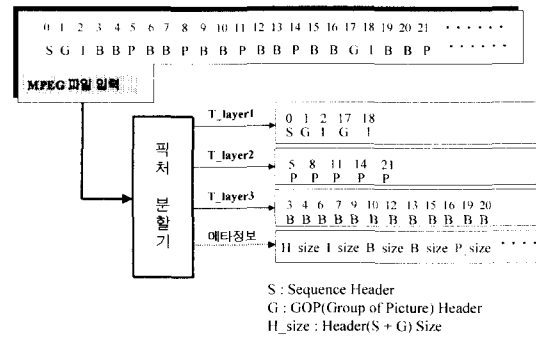 0 1 2 3 4 5 6 7 8 9 10 11 12 13 14 15 16 17 18 19 20 21 ······
S G I B B P B B P B B P B B P B B G I B B P ······
MPEG 파일 입력
픽처 분할기
T_layer1
0 1 2 17 18
S G I G I
T_layer2
5 8 11 14 21
P P P P P
T_layer3
3 4 6 7 9 10 12 13 15 16 19 20
B B B B B B B B B B B B
메타정보
H_size I_size B_size B_size P_size ····
S : Sequence Header
G : GOP(Group of Picture) Header
H_size : Header(S + G) Size